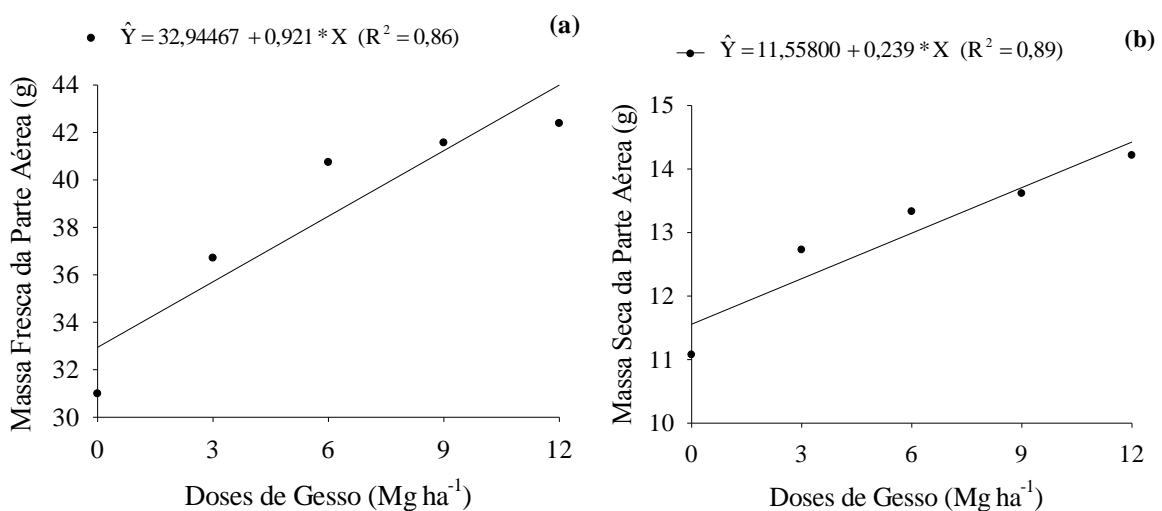 Ŷ = 32,94467 + 0,921 * X (R² = 0,86)
(a)
Massa Fresca da Parte Aérea (g)
44
42
40
38
36
34
32
30
0 3 6 9 12
Doses de Gesso (Mg ha⁻¹)
Ŷ = 11,55800 + 0,239 * X (R² = 0,89)
(b)
Massa Seca da Parte Aérea (g)
15
14
13
12
11
10
0 3 6 9 12
Doses de Gesso (Mg ha⁻¹)